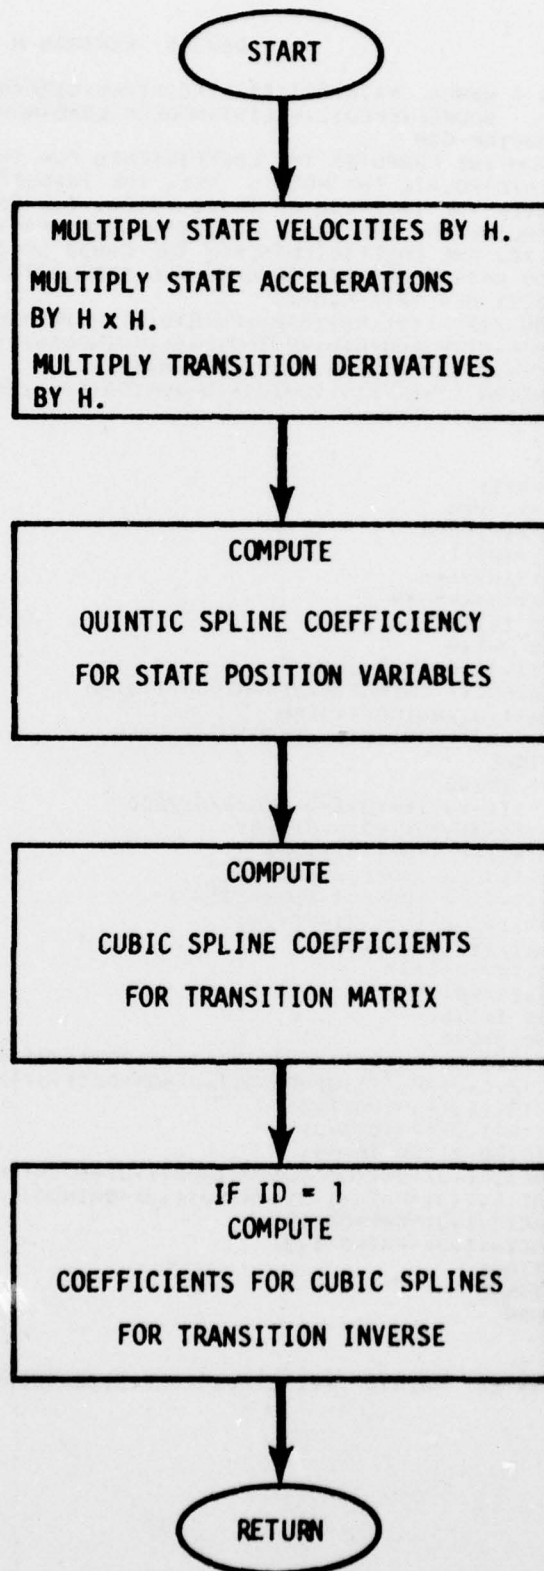 START
MULTIPLY STATE VELOCITIES BY H.
MULTIPLY STATE ACCELERATIONS
BY H x H.
MULTIPLY TRANSITION DERIVATIVES
BY H.
COMPUTE
QUINTIC SPLINE COEFFICIENCY
FOR STATE POSITION VARIABLES
COMPUTE
CUBIC SPLINE COEFFICIENTS
FOR TRANSITION MATRIX
IF ID = 1
COMPUTE
COEFFICIENTS FOR CUBIC SPLINES
FOR TRANSITION INVERSE
RETURN